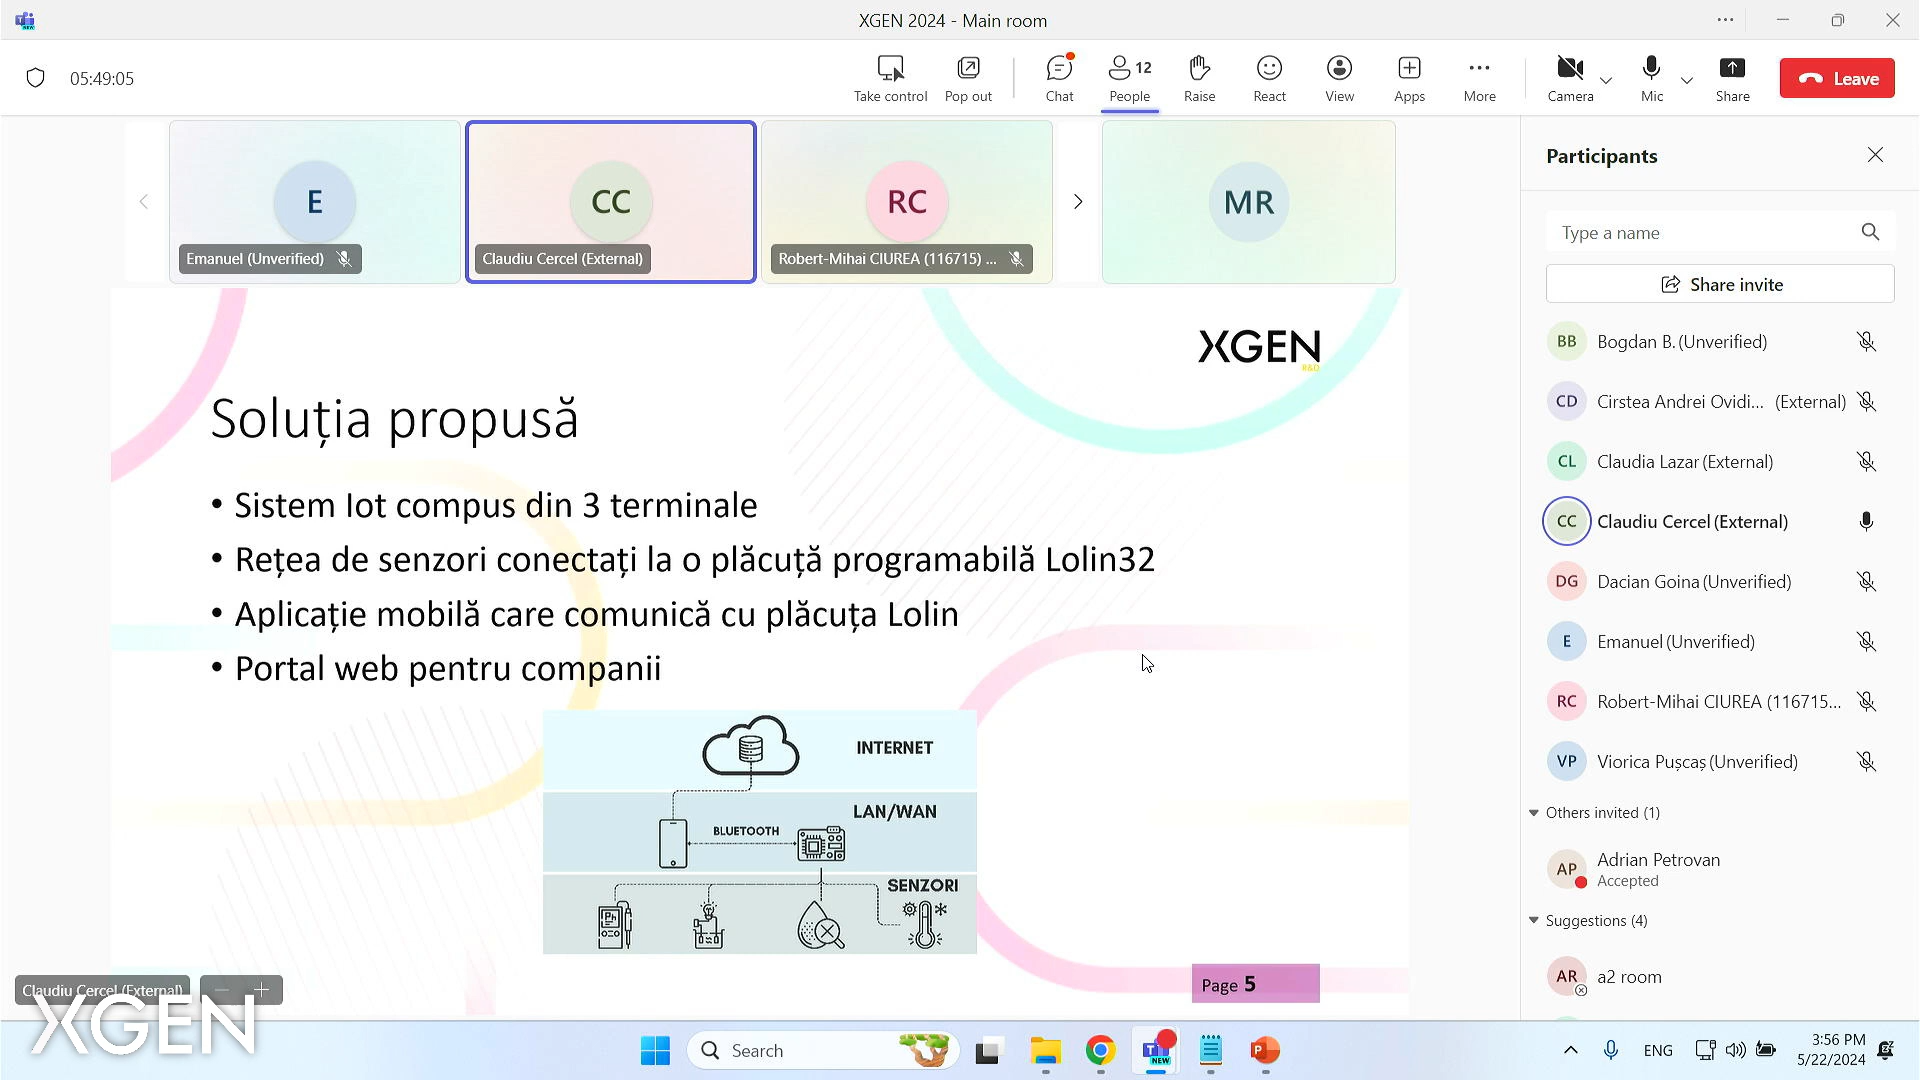 XGEN 2024 - Main room
05:49:05
Take control
Pop out
Chat
12
People
Raise
React
View
Apps
More
Camera
Mic
Share
Leave
E
Emanuel (Unverified)
CC
Claudiu Cercel (External)
RC
Robert-Mihai CIUREA (116715) ...
MR
XGEN
R&D
Soluția propusă
• Sistem Iot compus din 3 terminale
• Rețea de senzori conectați la o plăcuță programabilă Lolin32
• Aplicație mobilă care comunică cu plăcuța Lolin
• Portal web pentru companii
INTERNET
LAN/WAN
BLUETOOTH
SENZORI
Ph
Page 5
Claudiu Cercel (External)
XGEN
Participants
Type a name
Share invite
BB Bogdan B. (Unverified)
CD Cirstea Andrei Ovidi... (External)
CL Claudia Lazar (External)
CC Claudiu Cercel (External)
DG Dacian Goina (Unverified)
E Emanuel (Unverified)
RC Robert-Mihai CIUREA (116715...
VP Viorica Pușcaș (Unverified)
Others invited (1)
AP Adrian Petrovan
Accepted
Suggestions (4)
AR a2 room
Search
NEW
ENG
3:56 PM
5/22/2024